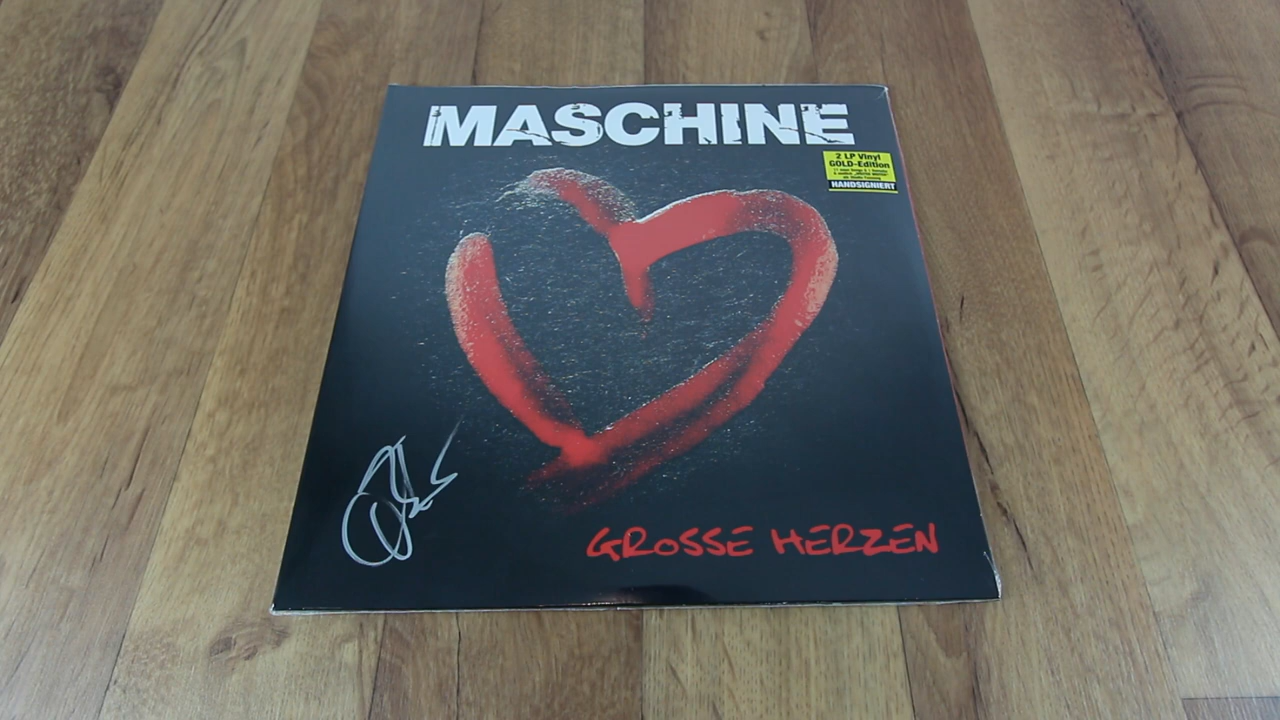 MASCHINE
2 LP Vinyl
GOLD-Edition
HANDSIGNIERT
GROSSE HERZEN